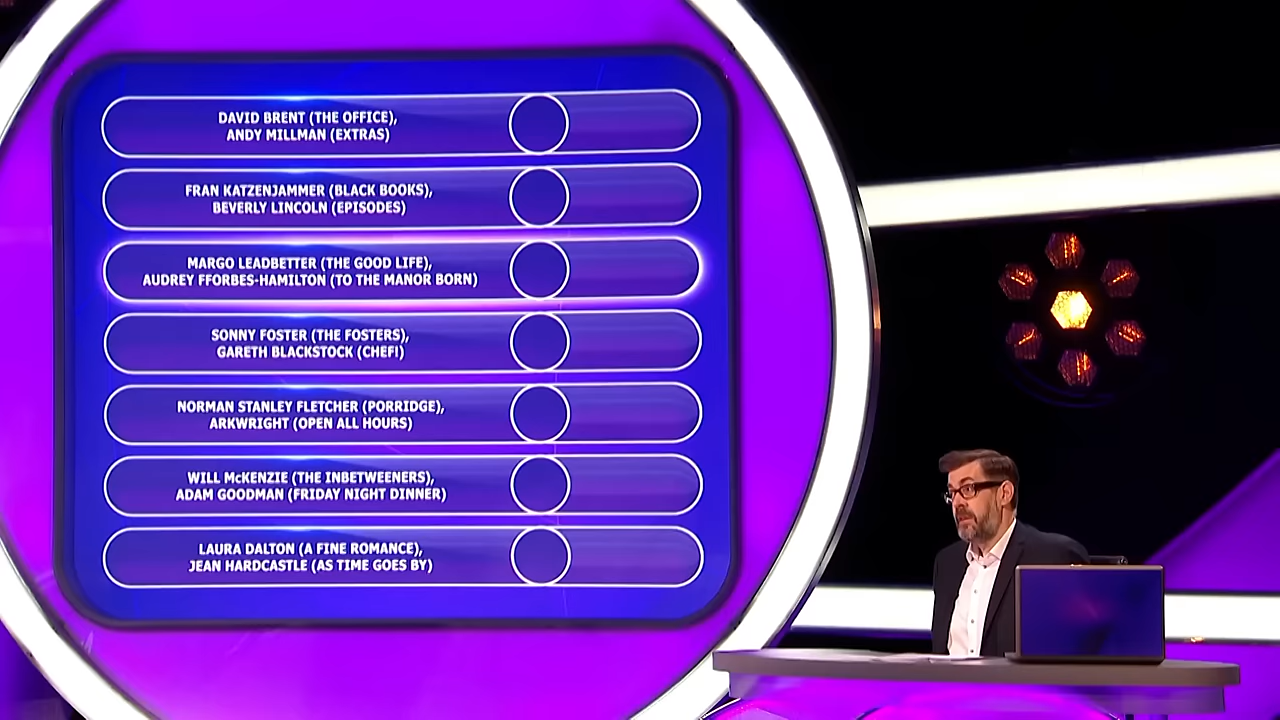 DAVID BRENT (THE OFFICE),
ANDY MILLMAN (EXTRAS)
FRAN KATZENJAMMER (BLACK BOOKS),
BEVERLY LINCOLN (EPISODES)
MARGO LEADBETTER (THE GOOD LIFE),
AUDREY FFORBES-HAMILTON (TO THE MANOR BORN)
SONNY FOSTER (THE FOSTERS),
GARETH BLACKSTOCK (CHEF!)
NORMAN STANLEY FLETCHER (PORRIDGE),
ARKWRIGHT (OPEN ALL HOURS)
WILL McKENZIE (THE INBETWEENERS),
ADAM GOODMAN (FRIDAY NIGHT DINNER)
LAURA DALTON (A FINE ROMANCE),
JEAN HARDCASTLE (AS TIME GOES BY)